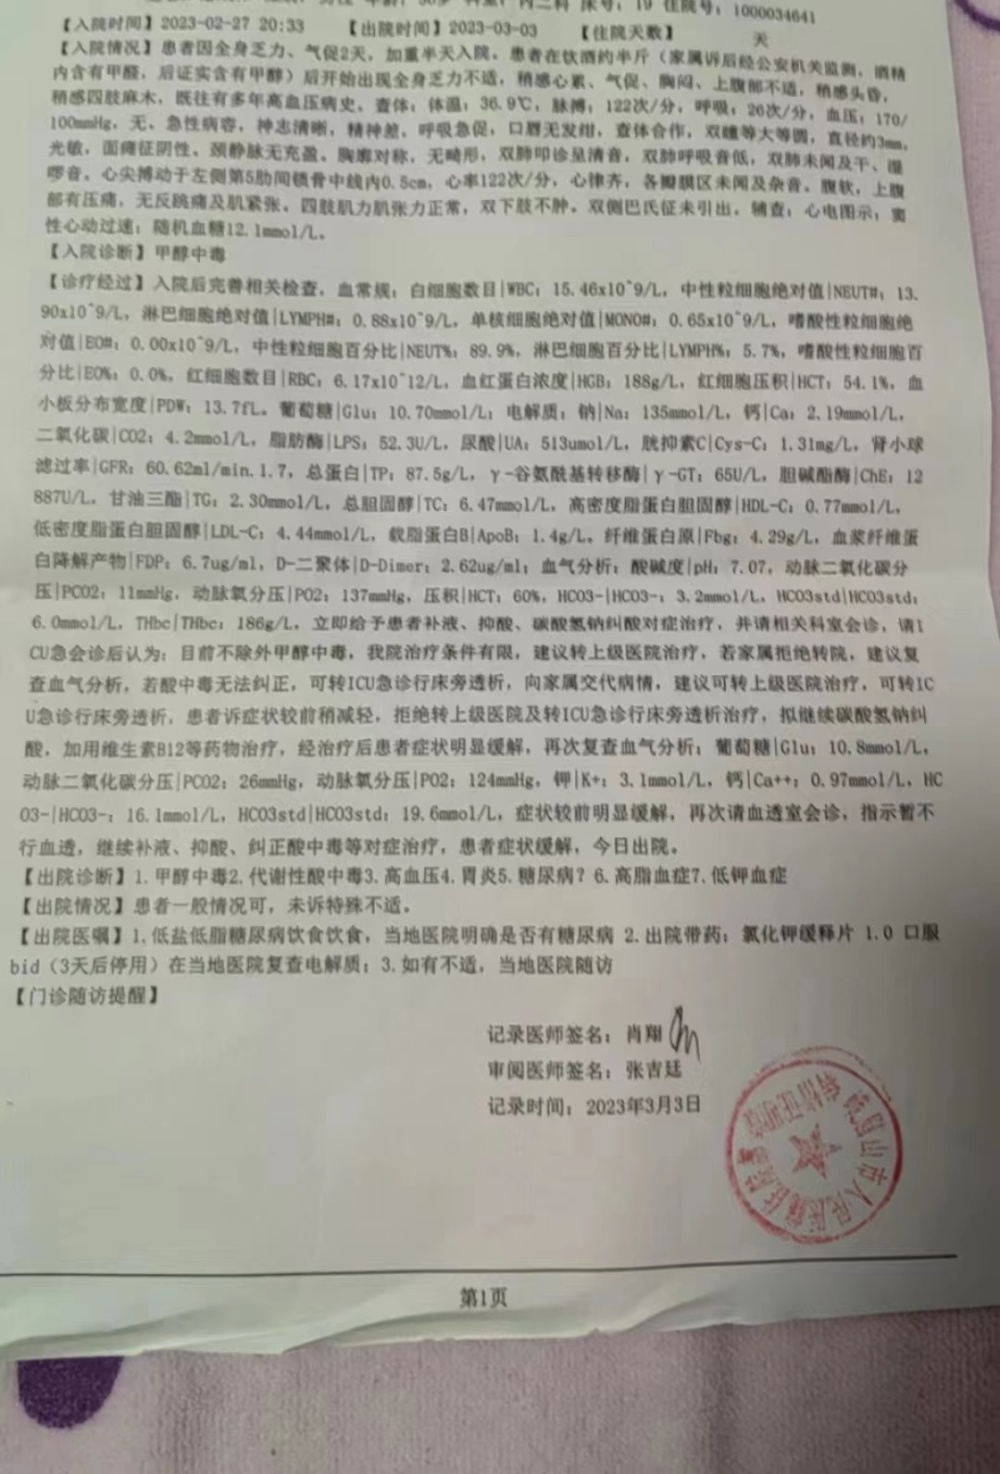 床号：19 住院号：1000034641
【入院时间】2023-02-27 20:33 【出院时间】2023-03-03 【住院天数】
天
【入院情况】患者因全身乏力、气促2天，加重半天入院。患者在饮酒约半斤（家属诉后经公安机关监测，酒精
内含有甲醛，后证实含有甲醇）后开始出现全身乏力不适，稍感心累、气促、胸闷、上腹部不适，稍感头昏，
稍感四肢麻木，既往有多年高血压病史。查体：体温：36.9℃，脉搏：122次/分，呼吸：26次/分，血压：170/
100mmHg，无，急性病容，神志清晰，精神差，呼吸急促，口唇无发绀，查体合作，双瞳等大等圆，直径约3mm，
光敏，面瘫征阴性。颈静脉无充盈。胸廓对称，无畸形，双肺叩诊呈清音，双肺呼吸音低，双肺未闻及干、湿
啰音。心尖搏动于左侧第5肋间锁骨中线内0.5cm，心率122次/分，心律齐，各瓣膜区未闻及杂音。腹软，上腹
部有压痛，无反跳痛及肌紧张。四肢肌力肌张力正常，双下肢不肿。双侧巴氏征未引出。辅查：心电图示：窦
性心动过速；随机血糖12.1mmol/L。
【入院诊断】甲醇中毒
【诊疗经过】入院后完善相关检查，血常规：白细胞数目|WBC：15.46x10^9/L，中性粒细胞绝对值|NEUT#：13.
90x10^9/L，淋巴细胞绝对值|LYMPH#：0.88x10^9/L，单核细胞绝对值|MONO#：0.65x10^9/L，嗜酸性粒细胞绝
对值|EO#：0.00x10^9/L，中性粒细胞百分比|NEUT%：89.9%，淋巴细胞百分比|LYMPH%：5.7%，嗜酸性粒细胞百
分比|EO%：0.0%，红细胞数目|RBC：6.17x10^12/L，血红蛋白浓度|HGB：188g/L，红细胞压积|HCT：54.1%，血
小板分布宽度|PDW：13.7fL。葡萄糖|Glu：10.70mmol/L；电解质：钠|Na：135mmol/L，钙|Ca：2.19mmol/L，
二氧化碳|CO2：4.2mmol/L，脂肪酶|LPS：52.3U/L，尿酸|UA：513umol/L，胱抑素C|Cys-C：1.31mg/L，肾小球
滤过率|GFR：60.62ml/min.1.7，总蛋白|TP：87.5g/L，γ-谷氨酰基转移酶|γ-GT：65U/L，胆碱酯酶|ChE：12
887U/L，甘油三酯|TG：2.30mmol/L，总胆固醇|TC：6.47mmol/L，高密度脂蛋白胆固醇|HDL-C：0.77mmol/L，
低密度脂蛋白胆固醇|LDL-C：4.44mmol/L，载脂蛋白B|ApoB：1.4g/L。纤维蛋白原|Fbg：4.29g/L，血浆纤维蛋
白降解产物|FDP：6.7ug/ml，D-二聚体|D-Dimer：2.62ug/ml；血气分析：酸碱度|pH：7.07，动脉二氧化碳分
压|PCO2：11mmHg，动脉氧分压|PO2：137mmHg，压积|HCT：60%，HCO3-|HCO3-：3.2mmol/L，HCO3std|HCO3std：
6.0mmol/L，THbc|THbc：186g/L，立即给予患者补液、抑酸、碳酸氢钠纠酸对症治疗，并请相关科室会诊，请I
CU急会诊后认为：目前不除外甲醇中毒，我院治疗条件有限，建议转上级医院治疗，若家属拒绝转院，建议复
查血气分析，若酸中毒无法纠正，可转ICU急诊行床旁透析，向家属交代病情，建议可转上级医院治疗，可转IC
U急诊行床旁透析，患者诉症状较前稍减轻，拒绝转上级医院及转ICU急诊行床旁透析治疗，拟继续碳酸氢钠纠
酸，加用维生素B12等药物治疗，经治疗后患者症状明显缓解，再次复查血气分析：葡萄糖|Glu：10.8mmol/L，
动脉二氧化碳分压|PCO2：26mmHg，动脉氧分压|PO2：124mmHg，钾|K+：3.1mmol/L，钙|Ca++：0.97mmol/L，HC
O3-|HCO3-：16.1mmol/L，HCO3std|HCO3std：19.6mmol/L，症状较前明显缓解，再次请血透室会诊，指示暂不
行血透，继续补液、抑酸、纠正酸中毒等对症治疗，患者症状缓解，今日出院。
【出院诊断】1.甲醇中毒2.代谢性酸中毒3.高血压4.胃炎5.糖尿病？6.高脂血症7.低钾血症
【出院情况】患者一般情况可，未诉特殊不适。
【出院医嘱】1.低盐低脂糖尿病饮食饮食，当地医院明确是否有糖尿病 2.出院带药：氯化钾缓释片 1.0 口服
bid（3天后停用）在当地医院复查电解质；3.如有不适，当地医院随访
【门诊随访提醒】
记录医师签名：肖翔
审阅医师签名：张吉廷
记录时间：2023年3月3日
第1页